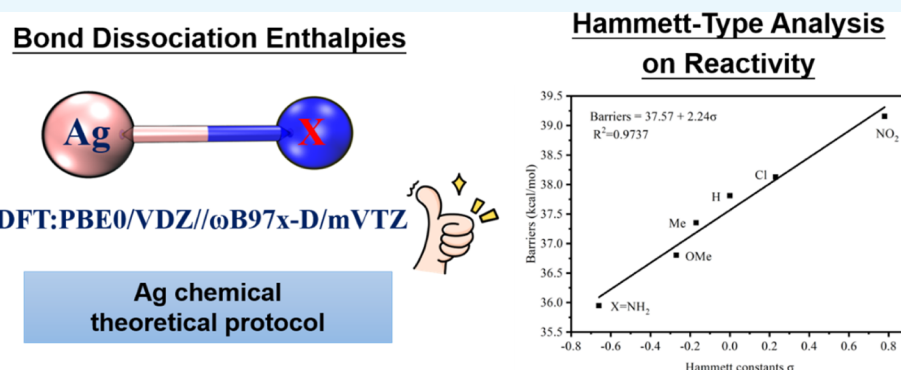 Bond Dissociation Enthalpies
Ag
X
DFT:PBE0/VDZ//ωB97x-D/mVTZ
Ag chemical
theoretical protocol
Hammett-Type Analysis
on Reactivity
Barriers = 37.57 + 2.24σ
R²=0.9737
39.5
39.0
38.5
38.0
37.5
37.0
36.5
36.0
35.5
Barriers (kcal/mol)
NO₂
Cl
H
Me
OMe
X=NH₂
-0.8 -0.6 -0.4 -0.2 0.0 0.2 0.4 0.6 0.8
Hammett constants σ